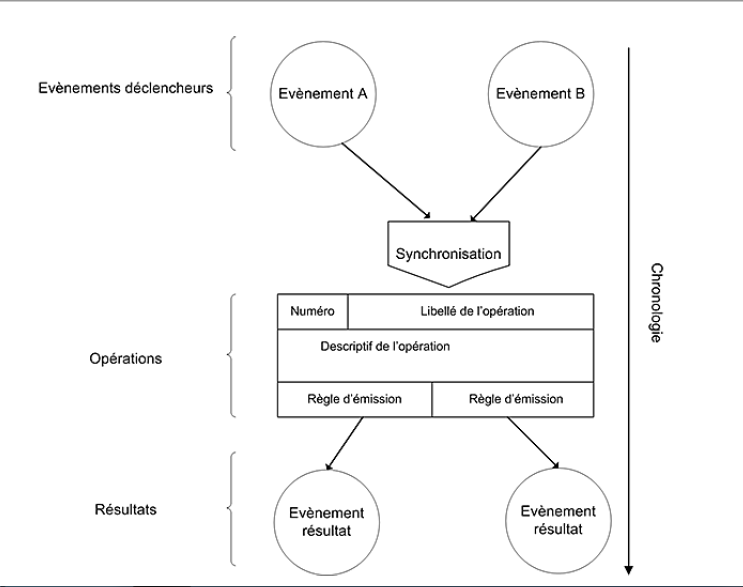 Evènements déclencheurs
Evènement A
Evènement B
Synchronisation
Chronologie
Opérations
Numéro
Libellé de l'opération
Descriptif de l'opération
Règle d'émission
Règle d'émission
Résultats
Evènement
résultat
Evènement
résultat